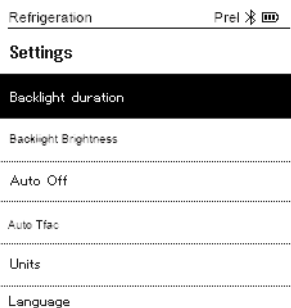 Refrigeration Prel
Settings
Backlight duration
Backlight Brightness
Auto Off
Auto Tfac
Units
Language